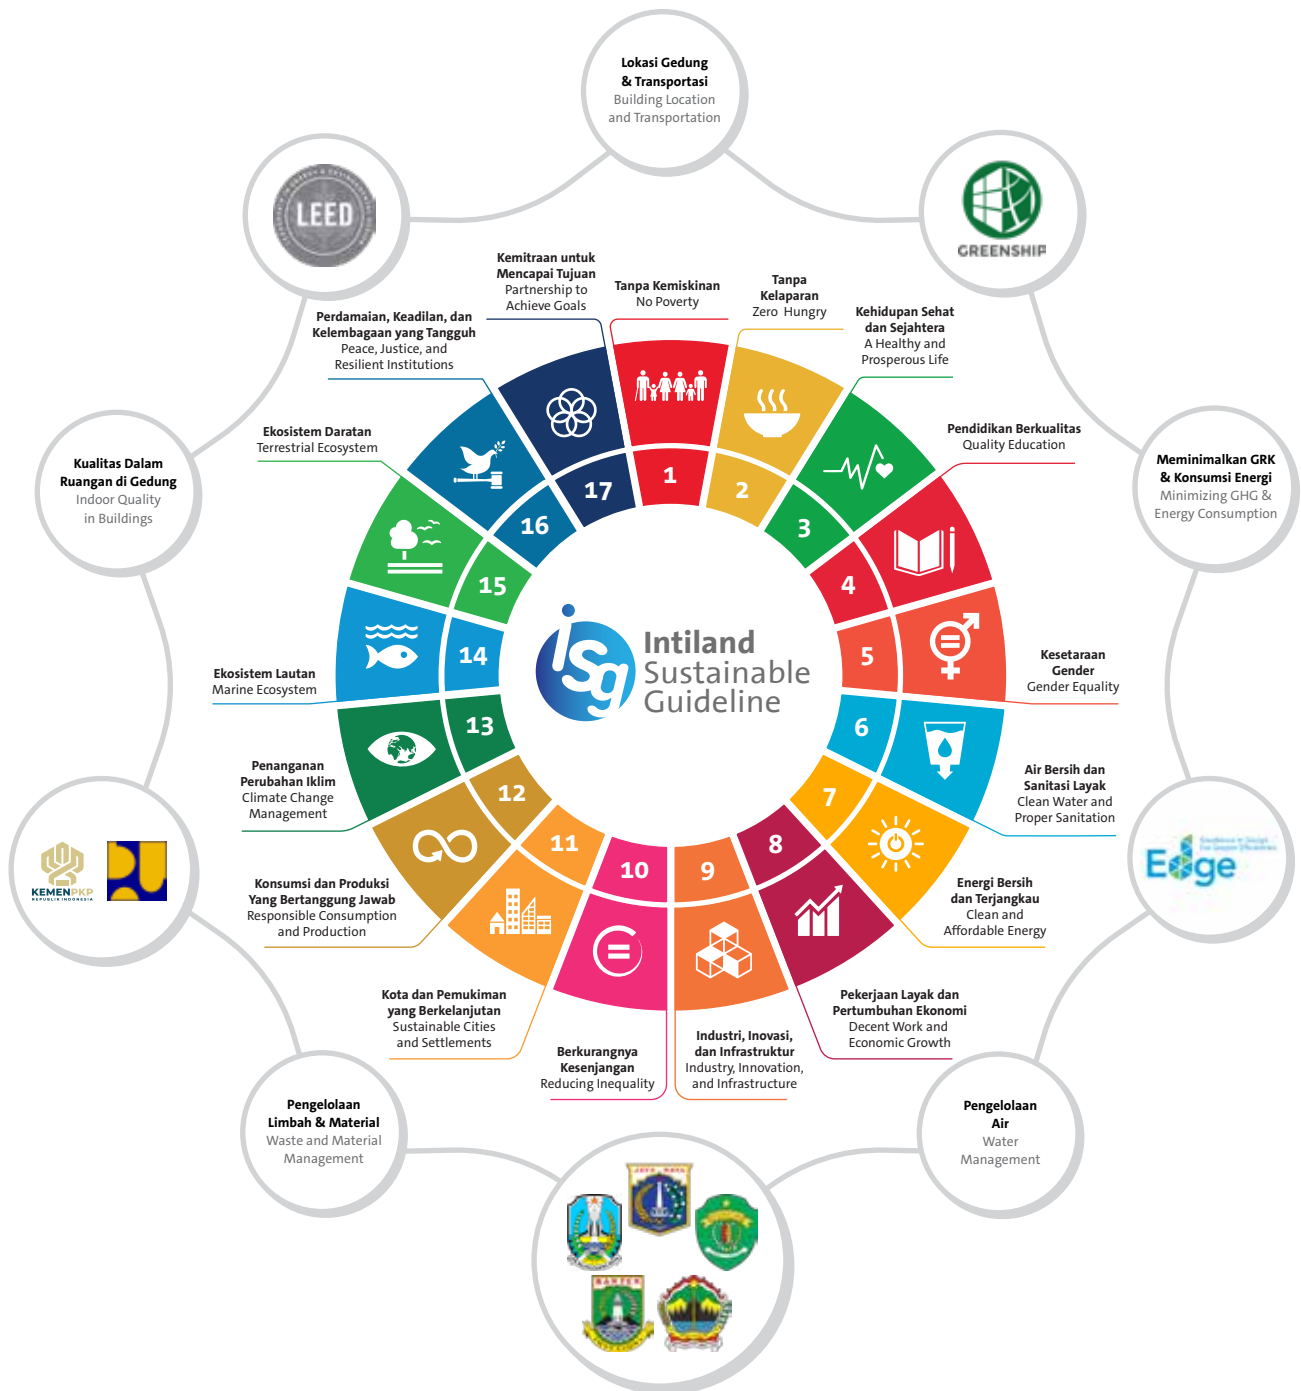 Lokasi Gedung
& Transportasi
Building Location
and Transportation
LEED
GREENSHIP
Kemitraan untuk
Mencapai Tujuan
Partnership to
Achieve Goals
Tanpa Kemiskinan
No Poverty
Tanpa
Kelaparan
Zero Hungry
Kehidupan Sehat
dan Sejahtera
A Healthy and
Prosperous Life
Perdamaian, Keadilan, dan
Kelembagaan yang Tangguh
Peace, Justice, and
Resilient Institutions
Ekosistem Daratan
Terrestrial Ecosystem
Pendidikan Berkualitas
Quality Education
Kualitas Dalam
Ruangan di Gedung
Indoor Quality
in Buildings
Meminimalkan GRK
& Konsumsi Energi
Minimizing GHG &
Energy Consumption
1
2
3
4
5
6
7
8
9
10
11
12
13
14
15
16
17
isg
Intiland
Sustainable
Guideline
Ekosistem Lautan
Marine Ecosystem
Kesetaraan
Gender
Gender Equality
Penanganan
Perubahan Iklim
Climate Change
Management
Air Bersih dan
Sanitasi Layak
Clean Water and
Proper Sanitation
KEMENPKP
REPUBLIK INDONESIA
Edge
Konsumsi dan Produksi
Yang Bertanggung Jawab
Responsible Consumption
and Production
Energi Bersih
dan Terjangkau
Clean and
Affordable Energy
Kota dan Pemukiman
yang Berkelanjutan
Sustainable Cities
and Settlements
Berkurangnya
Kesenjangan
Reducing Inequality
Industri, Inovasi,
dan Infrastruktur
Industry, Innovation,
and Infrastructure
Pekerjaan Layak dan
Pertumbuhan Ekonomi
Decent Work and
Economic Growth
Pengelolaan
Limbah & Material
Waste and Material
Management
Pengelolaan
Air
Water
Management
JAYA RAYA
BANTEN